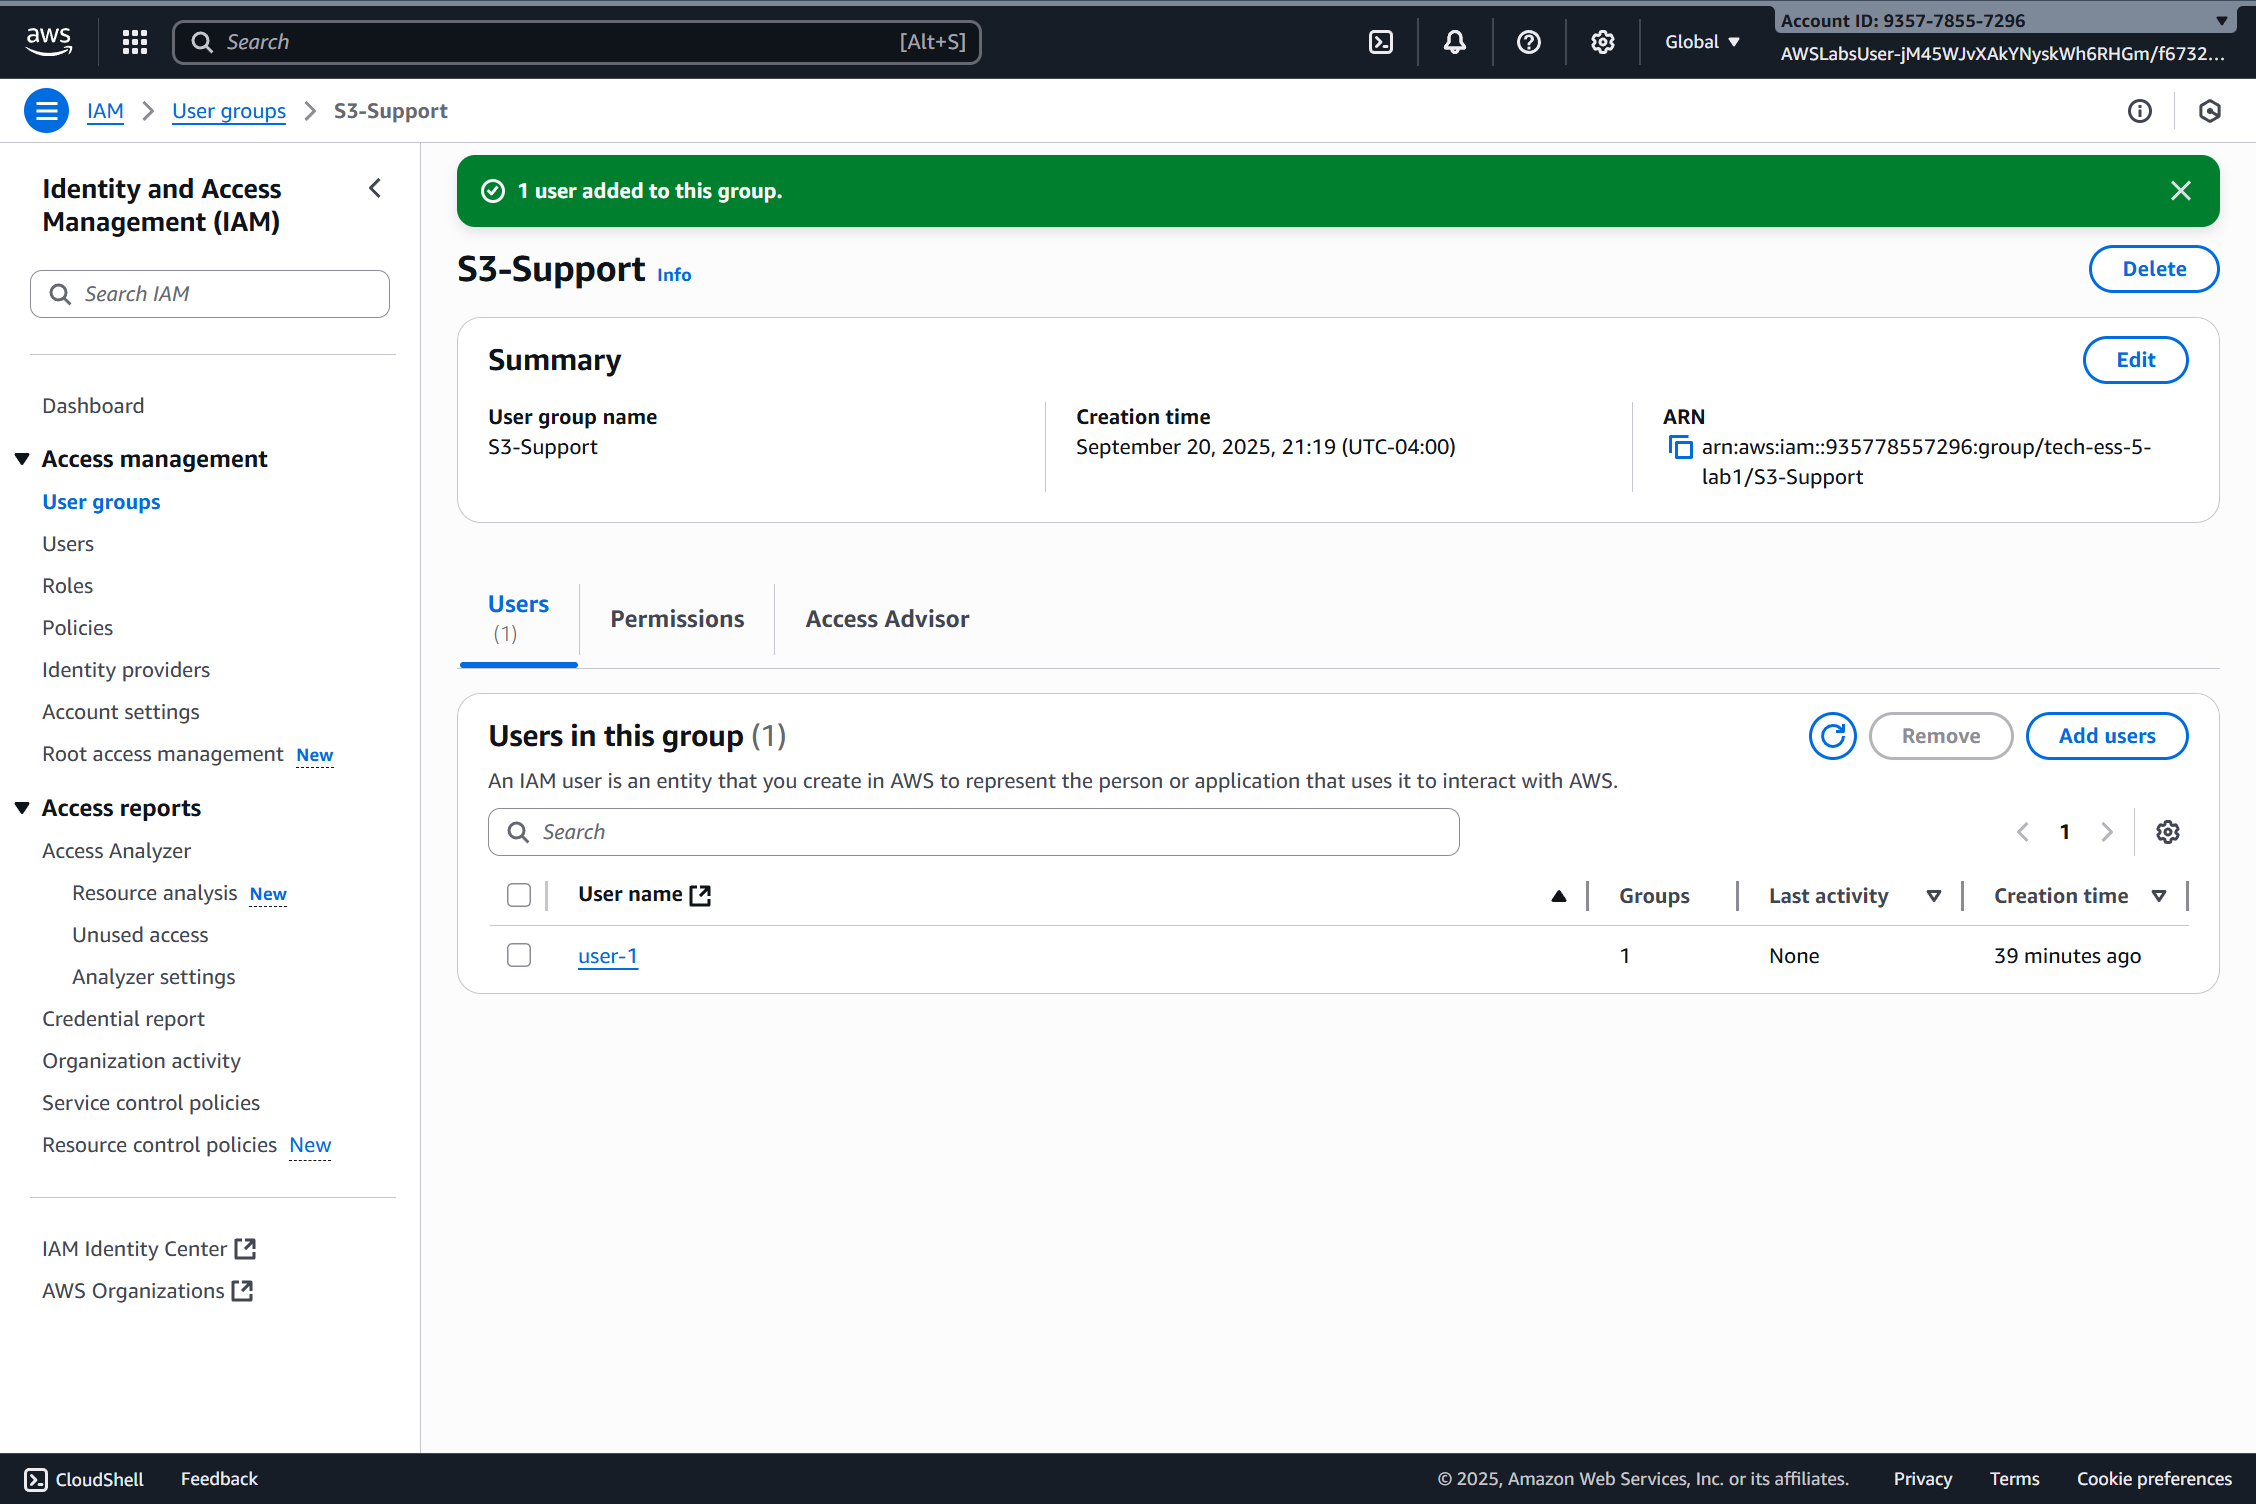 aws
Search
[Alt+S]
Global
Account ID: 9357-7855-7296
AWSLabsUser-jM45WJvXAkYNyskWh6RHGm/f6732...
IAM
User groups
S3-Support
Identity and Access
Management (IAM)
Search IAM
Dashboard
Access management
User groups
Users
Roles
Policies
Identity providers
Account settings
Root access management New
Access reports
Access Analyzer
Resource analysis New
Unused access
Analyzer settings
Credential report
Organization activity
Service control policies
Resource control policies New
IAM Identity Center
AWS Organizations
1 user added to this group.
S3-Support Info
Delete
Summary
Edit
User group name
S3-Support
Creation time
September 20, 2025, 21:19 (UTC-04:00)
ARN
arn:aws:iam::935778557296:group/tech-ess-5-
lab1/S3-Support
Users
(1)
Permissions
Access Advisor
Users in this group (1)
Remove
Add users
An IAM user is an entity that you create in AWS to represent the person or application that uses it to interact with AWS.
Search
1
User name Groups Last activity Creation time
user-1 1 None 39 minutes ago
CloudShell Feedback
© 2025, Amazon Web Services, Inc. or its affiliates. Privacy Terms Cookie preferences